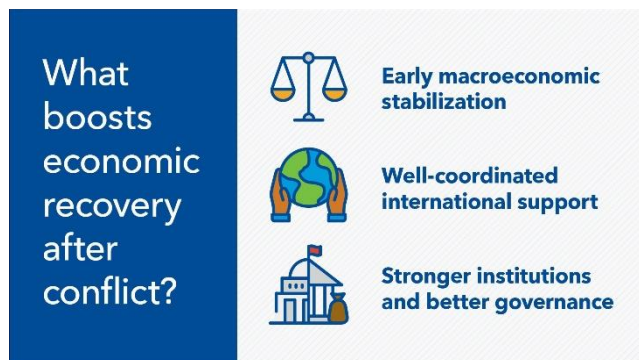 What
boosts
economic
recovery
after
conflict?
Early macroeconomic
stabilization
Well-coordinated
international support
Stronger institutions
and better governance